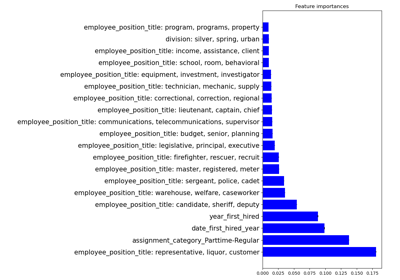 Feature importances
employee_position_title: program, programs, property
division: silver, spring, urban
employee_position_title: income, assistance, client
employee_position_title: school, room, behavioral
employee_position_title: equipment, investment, investigator
employee_position_title: technician, mechanic, supply
employee_position_title: correctional, correction, regional
employee_position_title: lieutenant, captain, chief
employee_position_title: communications, telecommunications, supervisor
employee_position_title: budget, senior, planning
employee_position_title: legislative, principal, executive
employee_position_title: firefighter, rescuer, recruit
employee_position_title: master, registered, meter
employee_position_title: sergeant, police, cadet
employee_position_title: warehouse, welfare, caseworker
employee_position_title: candidate, sheriff, deputy
year_first_hired
date_first_hired_year
assignment_category_Parttime-Regular
employee_position_title: representative, liquor, customer
0.000 0.025 0.050 0.075 0.100 0.125 0.150 0.175